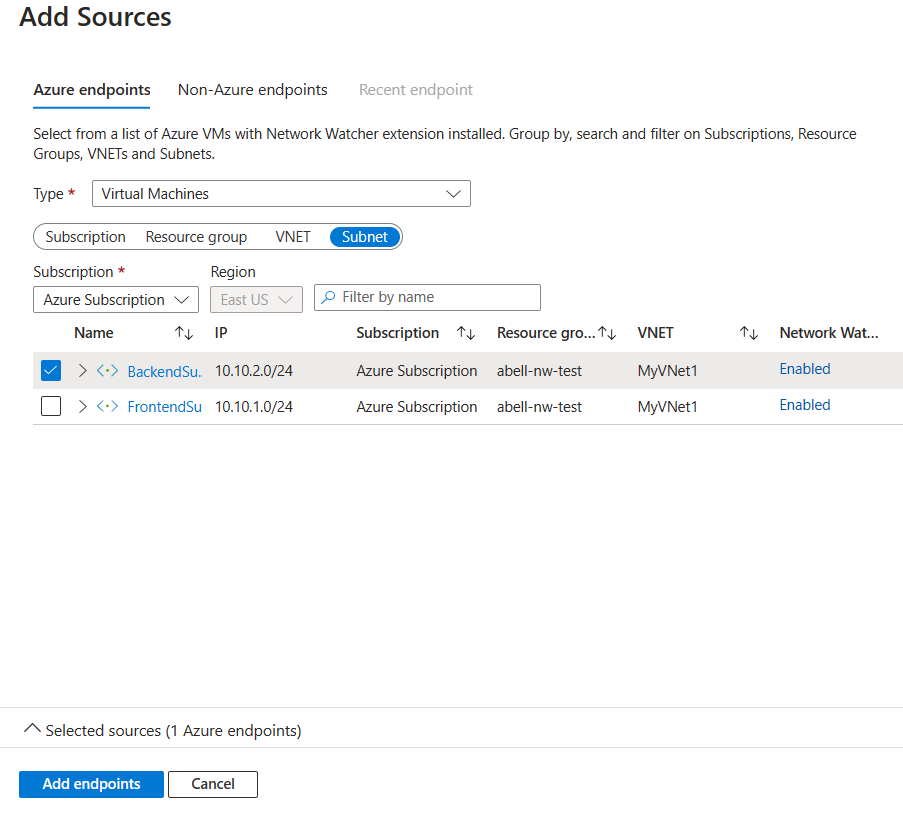 Add Sources
Azure endpoints Non-Azure endpoints Recent endpoint
Select from a list of Azure VMs with Network Watcher extension installed. Group by, search and filter on Subscriptions, Resource
Groups, VNETs and Subnets.
Type * Virtual Machines
Subscription Resource group VNET Subnet
Subscription * Region
Azure Subscription East US Filter by name
Name IP Subscription Resource gro... VNET Network Wat...
BackendSu. 10.10.2.0/24 Azure Subscription abell-nw-test MyVNet1 Enabled
FrontendSu 10.10.1.0/24 Azure Subscription abell-nw-test MyVNet1 Enabled
Selected sources (1 Azure endpoints)
Add endpoints Cancel